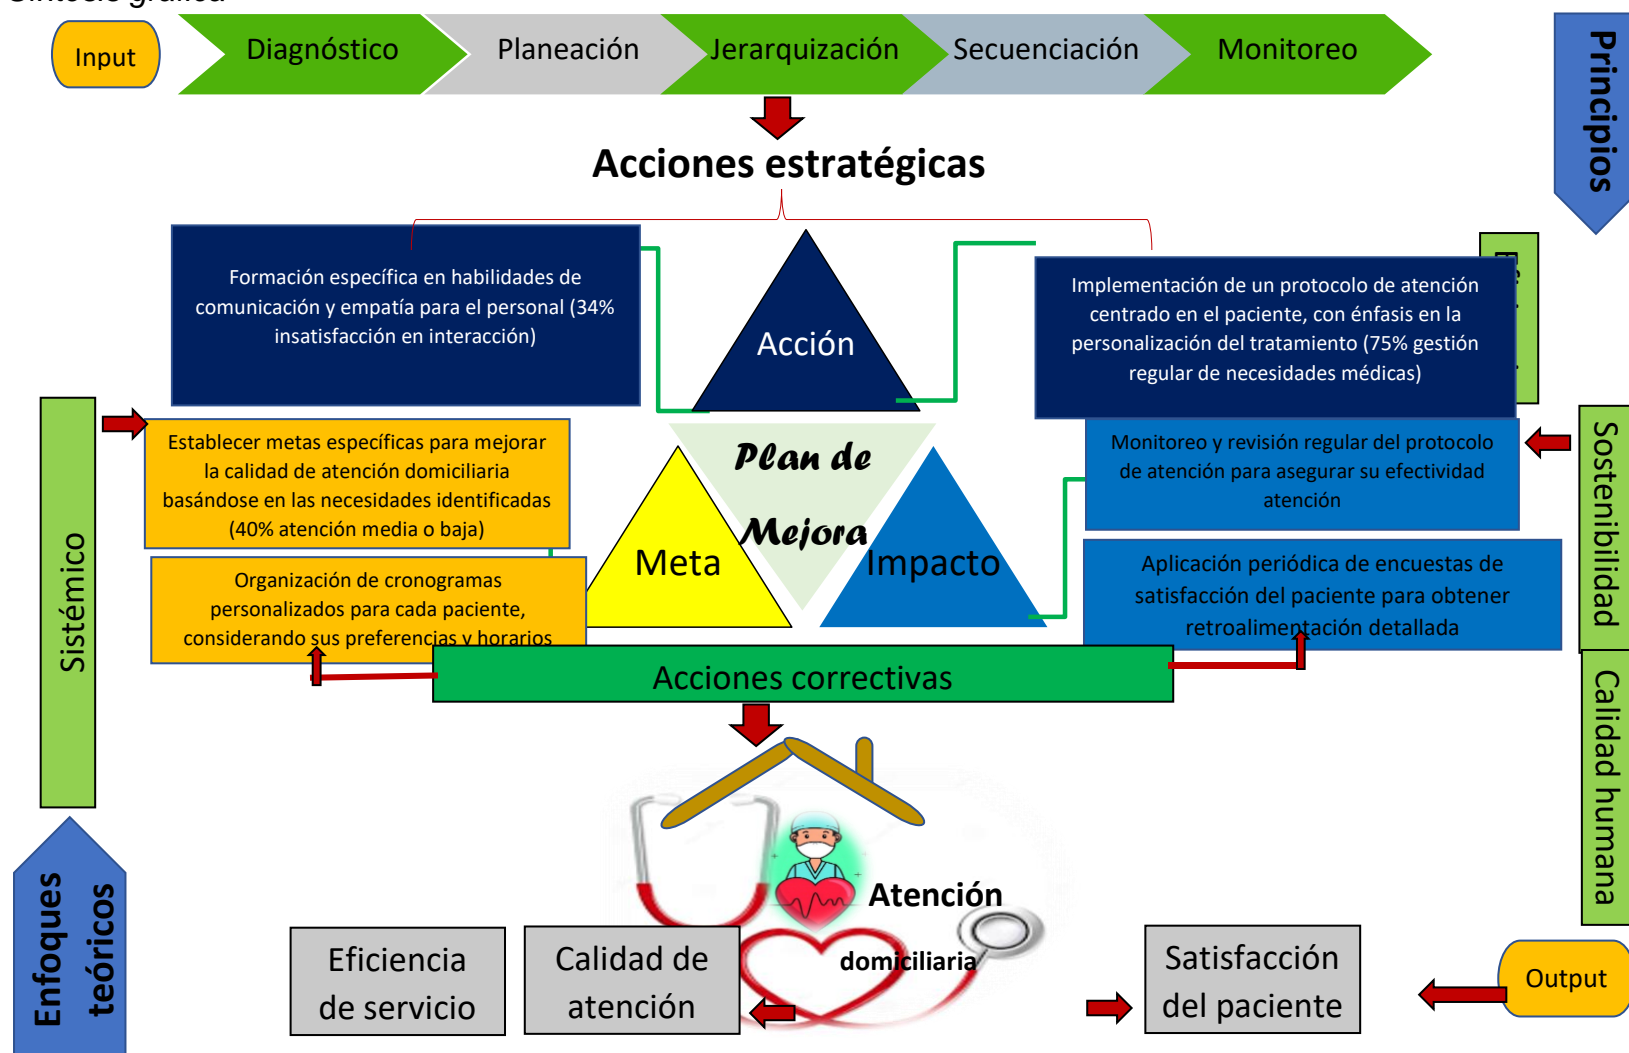 Síntesis gráfica
Input
Diagnóstico
Planeación
Jerarquización
Secuenciación
Monitoreo
Principios
Acciones estratégicas
Formación específica en habilidades de
comunicación y empatía para el personal (34%
insatisfacción en interacción)
Acción
Implementación de un protocolo de atención
centrado en el paciente, con énfasis en la
personalización del tratamiento (75% gestión
regular de necesidades médicas)
Establecer metas específicas para mejorar
la calidad de atención domiciliaria
basándose en las necesidades identificadas
(40% atención media o baja)
Plan de
Mejora
Monitoreo y revisión regular del protocolo
de atención para asegurar su efectividad
atención
Sostenibilidad
Sistémico
Organización de cronogramas
personalizados para cada paciente,
considerando sus preferencias y horarios
Meta
Impacto
Aplicación periódica de encuestas de
satisfacción del paciente para obtener
retroalimentación detallada
Acciones correctivas
Calidad humana
Enfoques
teóricos
Atención
domiciliaria
Eficiencia
de servicio
Calidad de
atención
Satisfacción
del paciente
Output